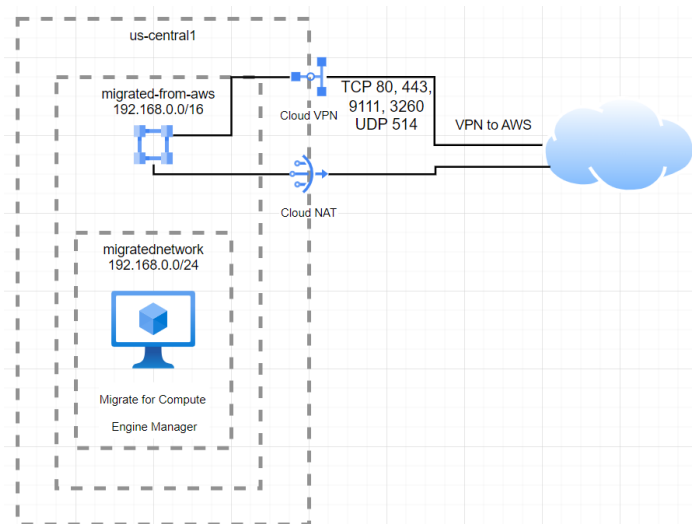 us-central1
migrated-from-aws
192.168.0.0/16
Cloud VPN
TCP 80, 443,
9111, 3260
UDP 514
VPN to AWS
Cloud NAT
migratednetwork
192.168.0.0/24
Migrate for Compute
Engine Manager